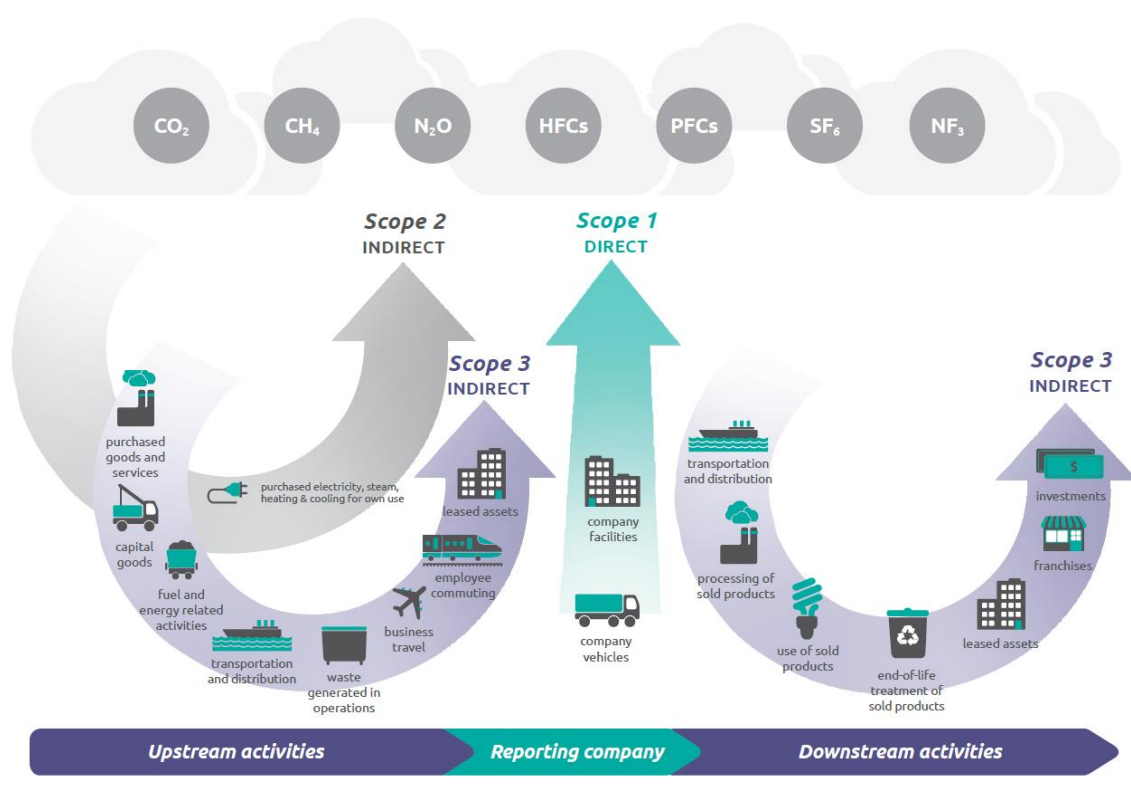 CO₂
CH₄
N₂O
HFCs
PFCs
SF₆
NF₃
Scope 2
INDIRECT
Scope 1
DIRECT
Scope 3
INDIRECT
Scope 3
INDIRECT
purchased
goods and
services
capital
goods
fuel and
energy related
activities
purchased electricity, steam,
heating & cooling for own use
transportation
and distribution
waste
generated in
operations
business
travel
employee
commuting
leased assets
company
facilities
company
vehicles
transportation
and distribution
processing of
sold products
use of sold
products
end-of-life
treatment of
sold products
leased assets
franchises
$
investments
Upstream activities
Reporting company
Downstream activities